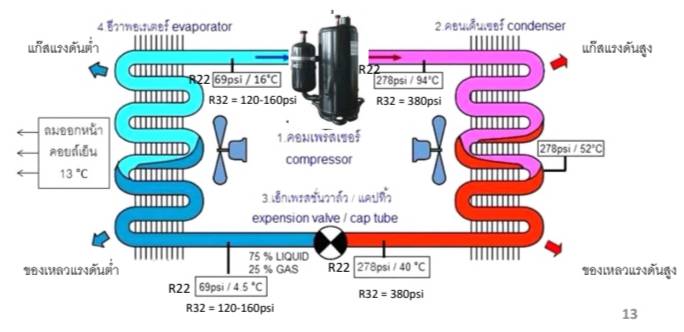 4.อีวาพอเรเตอร์ evaporator
2.คอนเด็นเซอร์ condenser
แก๊สแรงดันต่ำ
แก๊สแรงดันสูง
R22 69psi / 16°C
R32 = 120-160psi
R22
278psi / 94°C
R32 = 380psi
ลมออกหน้า
คอยล์เย็น
13 °C
1.คอมเพรสเซอร์
compressor
278psi / 52°C
3.เอ็กเพรสชั่นวาล์ว / แคปทิ้ว
expension valve / cap tube
ของเหลวแรงดันต่ำ
75 % LIQUID
25 % GAS
R22 278psi / 40 °C
ของเหลวแรงดันสูง
R22 69psi / 4.5 °C
R32 = 120-160psi
R32 = 380psi
13